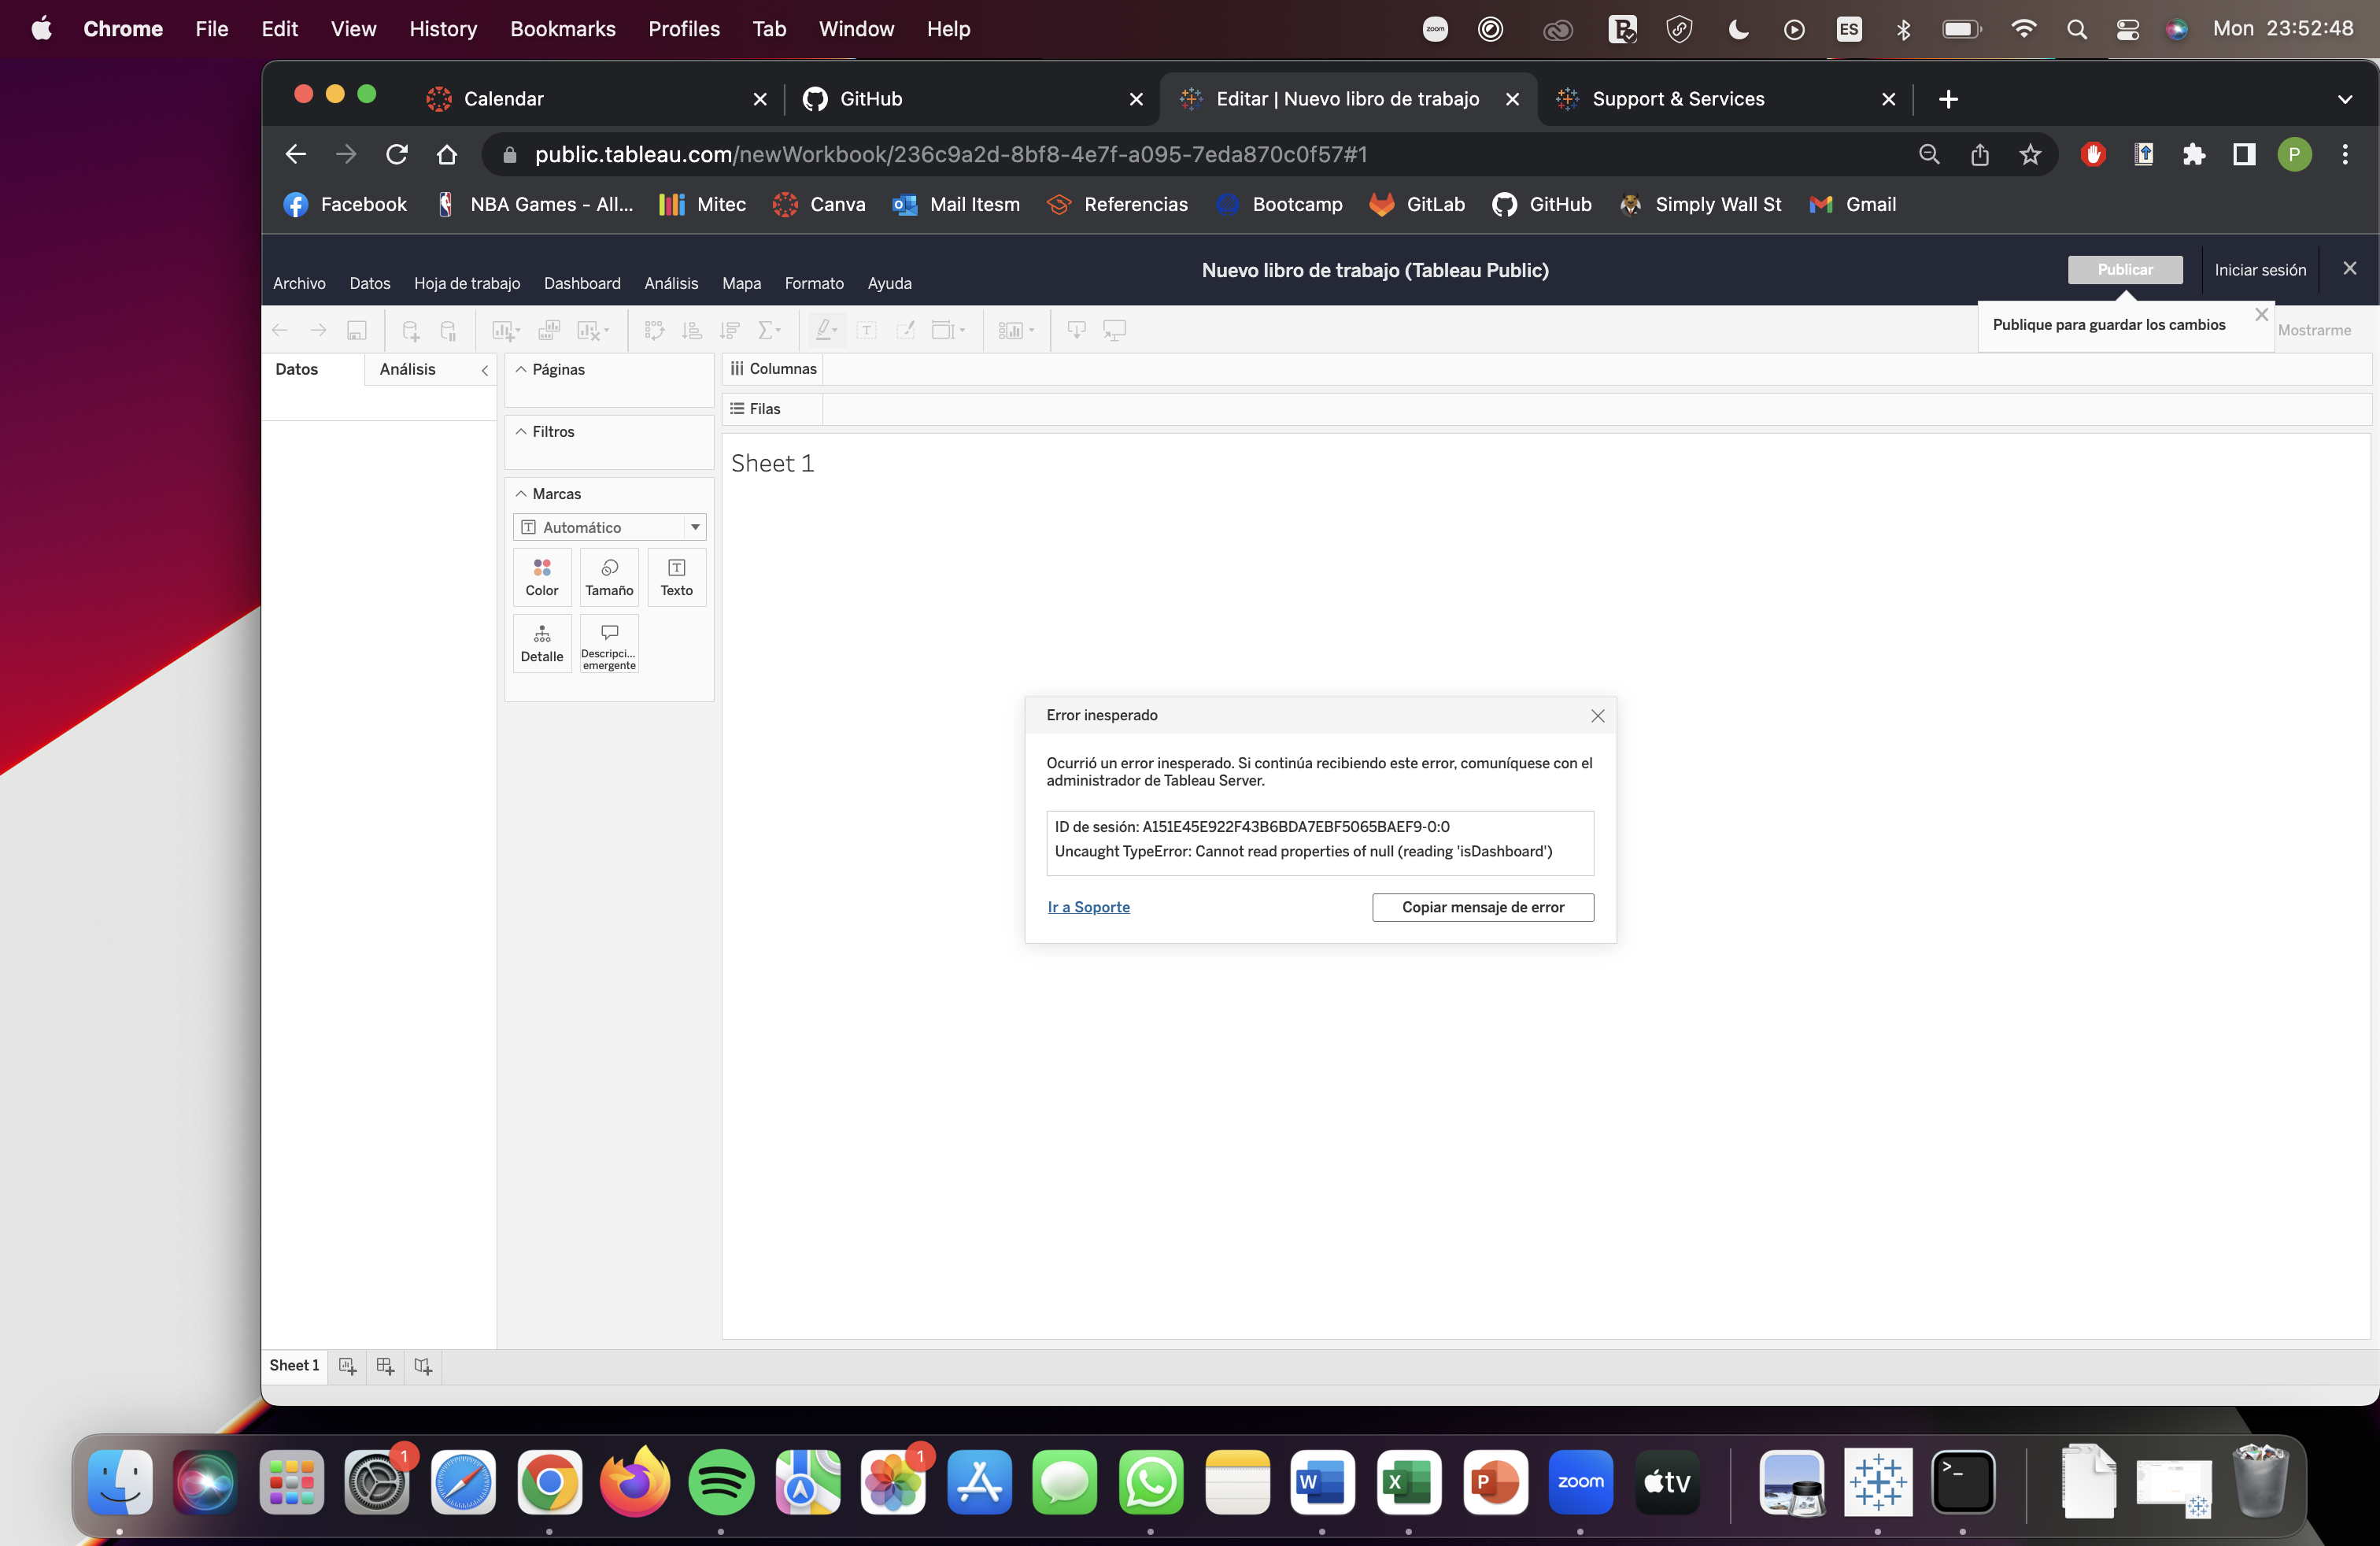 Chrome File Edit View History Bookmarks Profiles Tab Window Help zoom ES Mon 23:52:48
Calendar GitHub Editar | Nuevo libro de trabajo Support & Services
public.tableau.com/newWorkbook/236c9a2d-8bf8-4e7f-a095-7eda870c0f57#1 P
Facebook NBA Games - All... Mitec Canva Mail Itesm Referencias Bootcamp GitLab GitHub Simply Wall St Gmail
Nuevo libro de trabajo (Tableau Public) Publicar Iniciar sesión
Archivo Datos Hoja de trabajo Dashboard Análisis Mapa Formato Ayuda
Publique para guardar los cambios Mostrarme
Datos Análisis Páginas Columnas
Filas
Filtros
Sheet 1
Marcas
Automático
Color Tamaño Texto
Detalle Descripci... emergente
Error inesperado
Ocurrió un error inesperado. Si continúa recibiendo este error, comuníquese con el
administrador de Tableau Server.
ID de sesión: A151E45E922F43B6BDA7EBF5065BAEF9-0:0
Uncaught TypeError: Cannot read properties of null (reading 'isDashboard')
Ir a Soporte Copiar mensaje de error
Sheet 1
1 1 W X P zoom tv >_